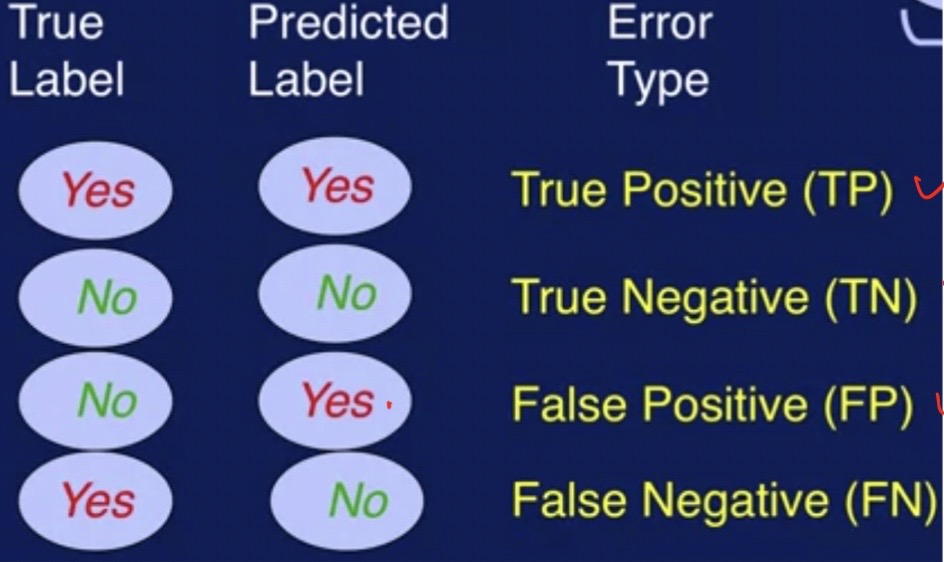 True Predicted Error
Label Label Type
Yes Yes True Positive (TP)
No No True Negative (TN)
No Yes False Positive (FP)
Yes No False Negative (FN)